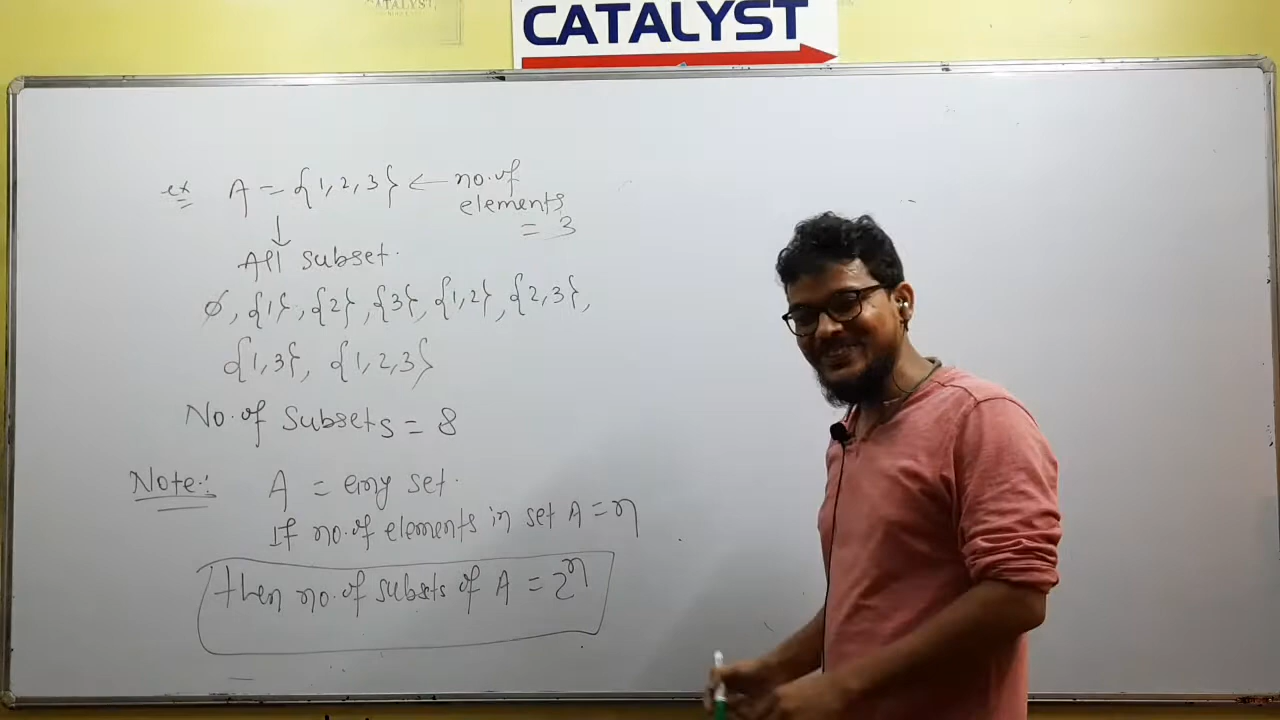 CATALYST
CATALYST
ex A = {1,2,3} ← no. of
elements
= 3
↓
All subset.
φ, {1}, {2}, {3}, {1,2}, {2,3},
{1,3}, {1,2,3}
No. of Subsets = 8
Note:- A = any set.
If no. of elements in set A = n
then no. of subsets of A = 2ⁿ